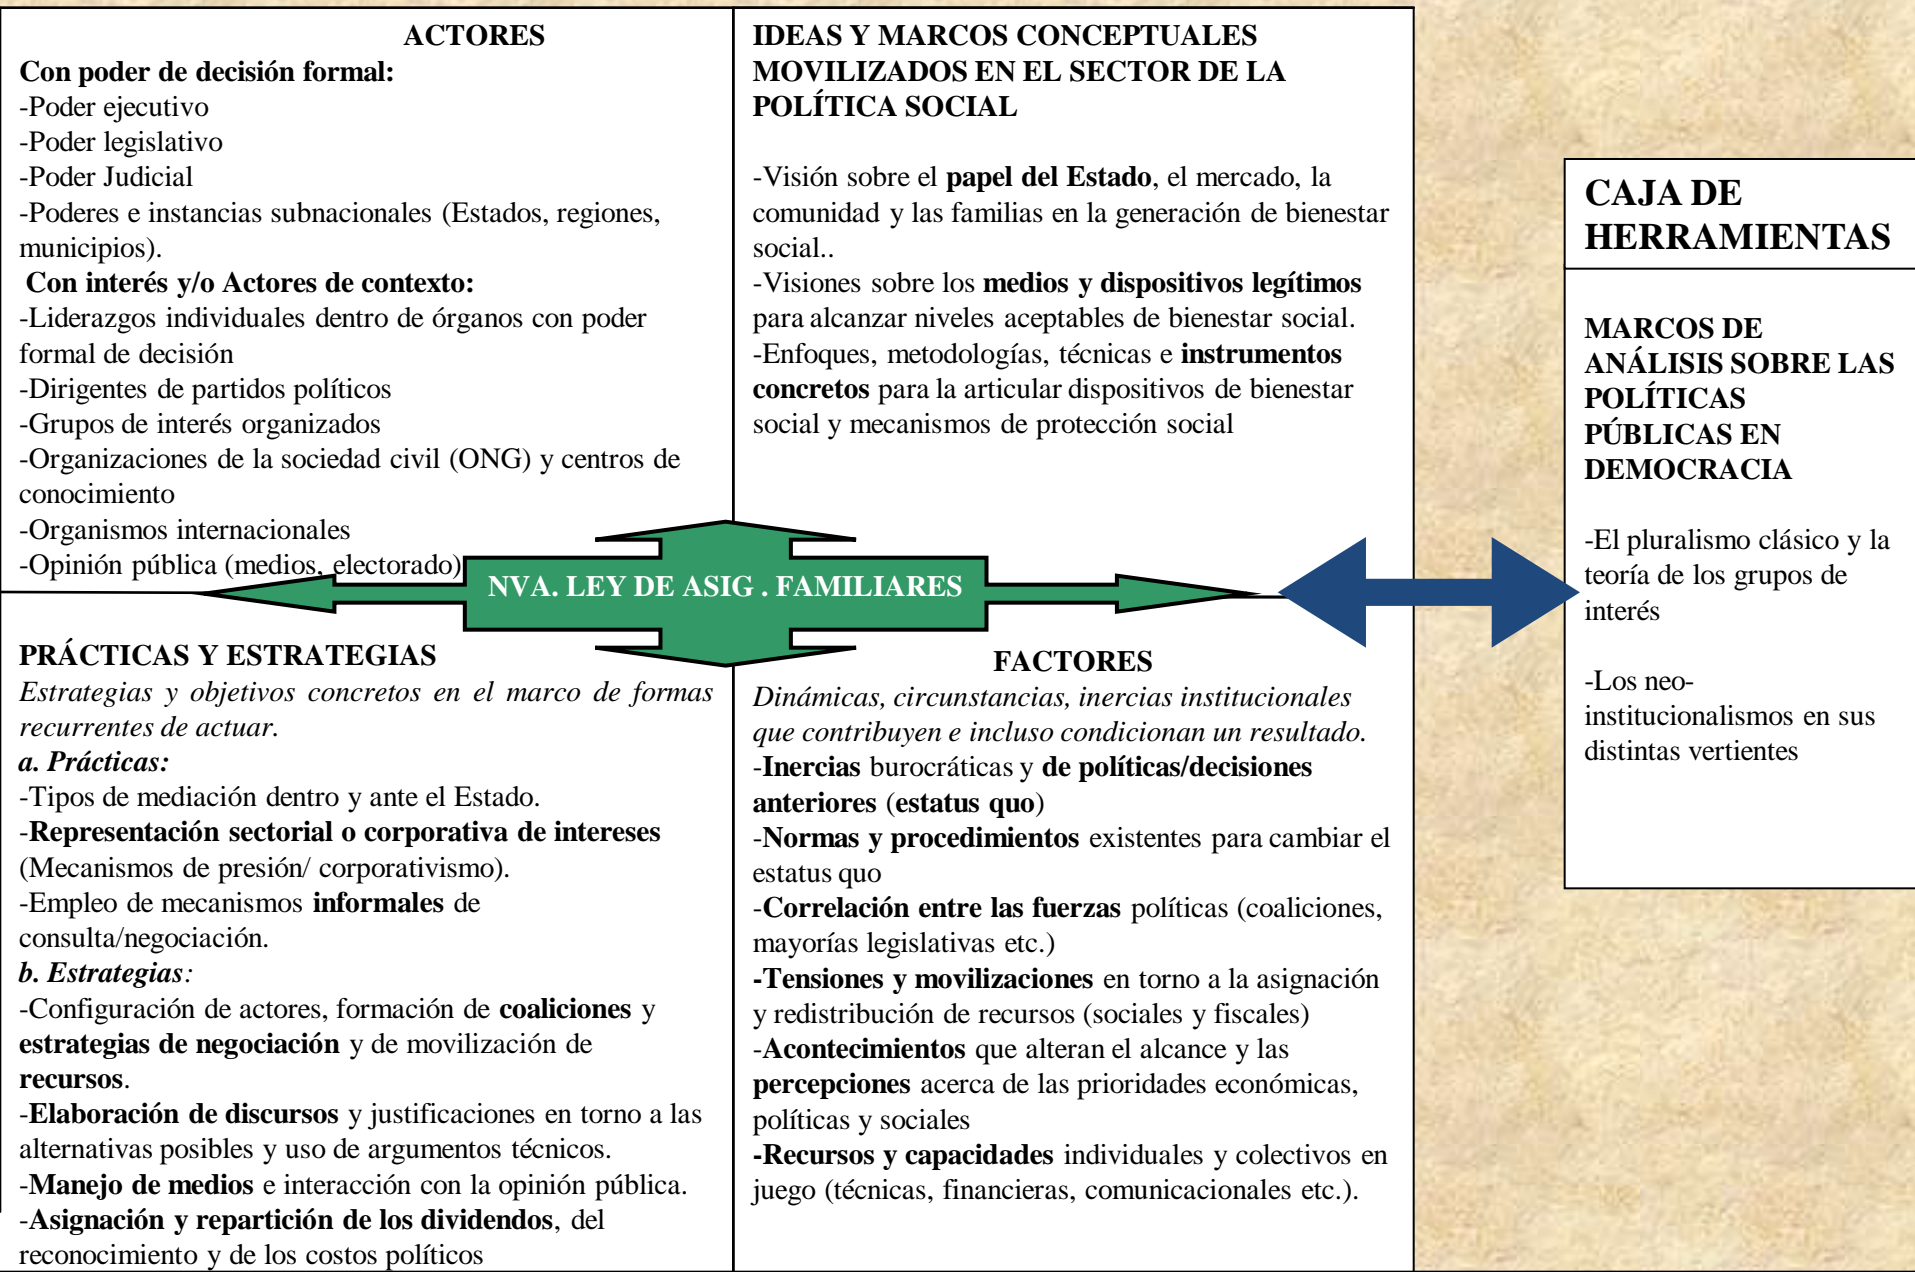 ACTORES
Con poder de decisión formal:
-Poder ejecutivo
-Poder legislativo
-Poder Judicial
-Poderes e instancias subnacionales (Estados, regiones,
municipios).
Con interés y/o Actores de contexto:
-Liderazgos individuales dentro de órganos con poder
formal de decisión
-Dirigentes de partidos políticos
-Grupos de interés organizados
-Organizaciones de la sociedad civil (ONG) y centros de
conocimiento
-Organismos internacionales
-Opinión pública (medios, electorado)
IDEAS Y MARCOS CONCEPTUALES
MOVILIZADOS EN EL SECTOR DE LA
POLÍTICA SOCIAL
-Visión sobre el papel del Estado, el mercado, la
comunidad y las familias en la generación de bienestar
social..
-Visiones sobre los medios y dispositivos legítimos
para alcanzar niveles aceptables de bienestar social.
-Enfoques, metodologías, técnicas e instrumentos
concretos para la articular dispositivos de bienestar
social y mecanismos de protección social
NVA. LEY DE ASIG . FAMILIARES
PRÁCTICAS Y ESTRATEGIAS
Estrategias y objetivos concretos en el marco de formas
recurrentes de actuar.
a. Prácticas:
-Tipos de mediación dentro y ante el Estado.
-Representación sectorial o corporativa de intereses
(Mecanismos de presión/ corporativismo).
-Empleo de mecanismos informales de
consulta/negociación.
b. Estrategias:
-Configuración de actores, formación de coaliciones y
estrategias de negociación y de movilización de
recursos.
-Elaboración de discursos y justificaciones en torno a las
alternativas posibles y uso de argumentos técnicos.
-Manejo de medios e interacción con la opinión pública.
-Asignación y repartición de los dividendos, del
reconocimiento y de los costos políticos
FACTORES
Dinámicas, circunstancias, inercias institucionales
que contribuyen e incluso condicionan un resultado.
-Inercias burocráticas y de políticas/decisiones
anteriores (estatus quo)
-Normas y procedimientos existentes para cambiar el
estatus quo
-Correlación entre las fuerzas políticas (coaliciones,
mayorías legislativas etc.)
-Tensiones y movilizaciones en torno a la asignación
y redistribución de recursos (sociales y fiscales)
-Acontecimientos que alteran el alcance y las
percepciones acerca de las prioridades económicas,
políticas y sociales
-Recursos y capacidades individuales y colectivos en
juego (técnicas, financieras, comunicacionales etc.).
CAJA DE
HERRAMIENTAS
MARCOS DE
ANÁLISIS SOBRE LAS
POLÍTICAS
PÚBLICAS EN
DEMOCRACIA
-El pluralismo clásico y la
teoría de los grupos de
interés
-Los neo-
institucionalismos en sus
distintas vertientes